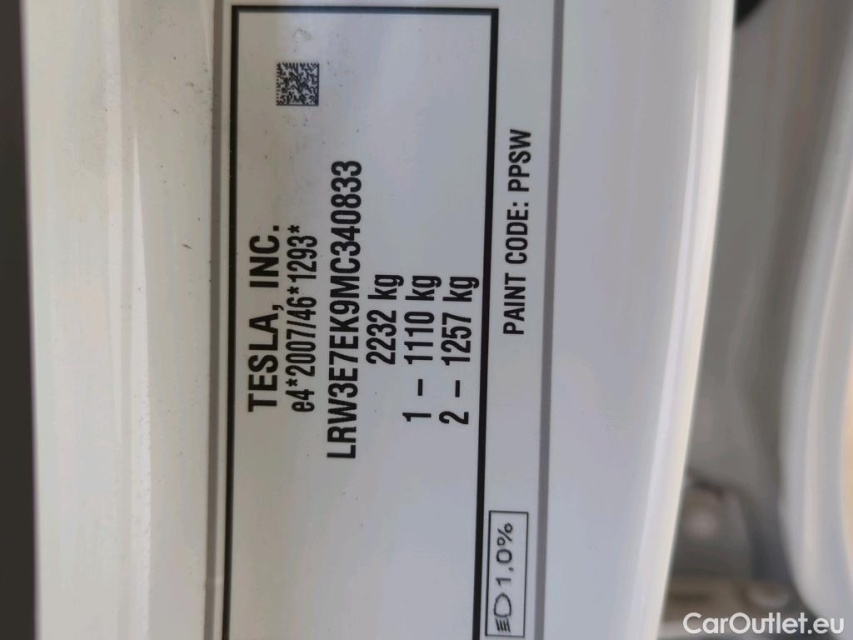 TESLA, INC.
e4*2007/46*1293*
LRW3E7EK9MC340833
2232 kg
1 – 1110 kg
2 – 1257 kg
PAINT CODE: PPSW
1.0%
CarOutlet.eu